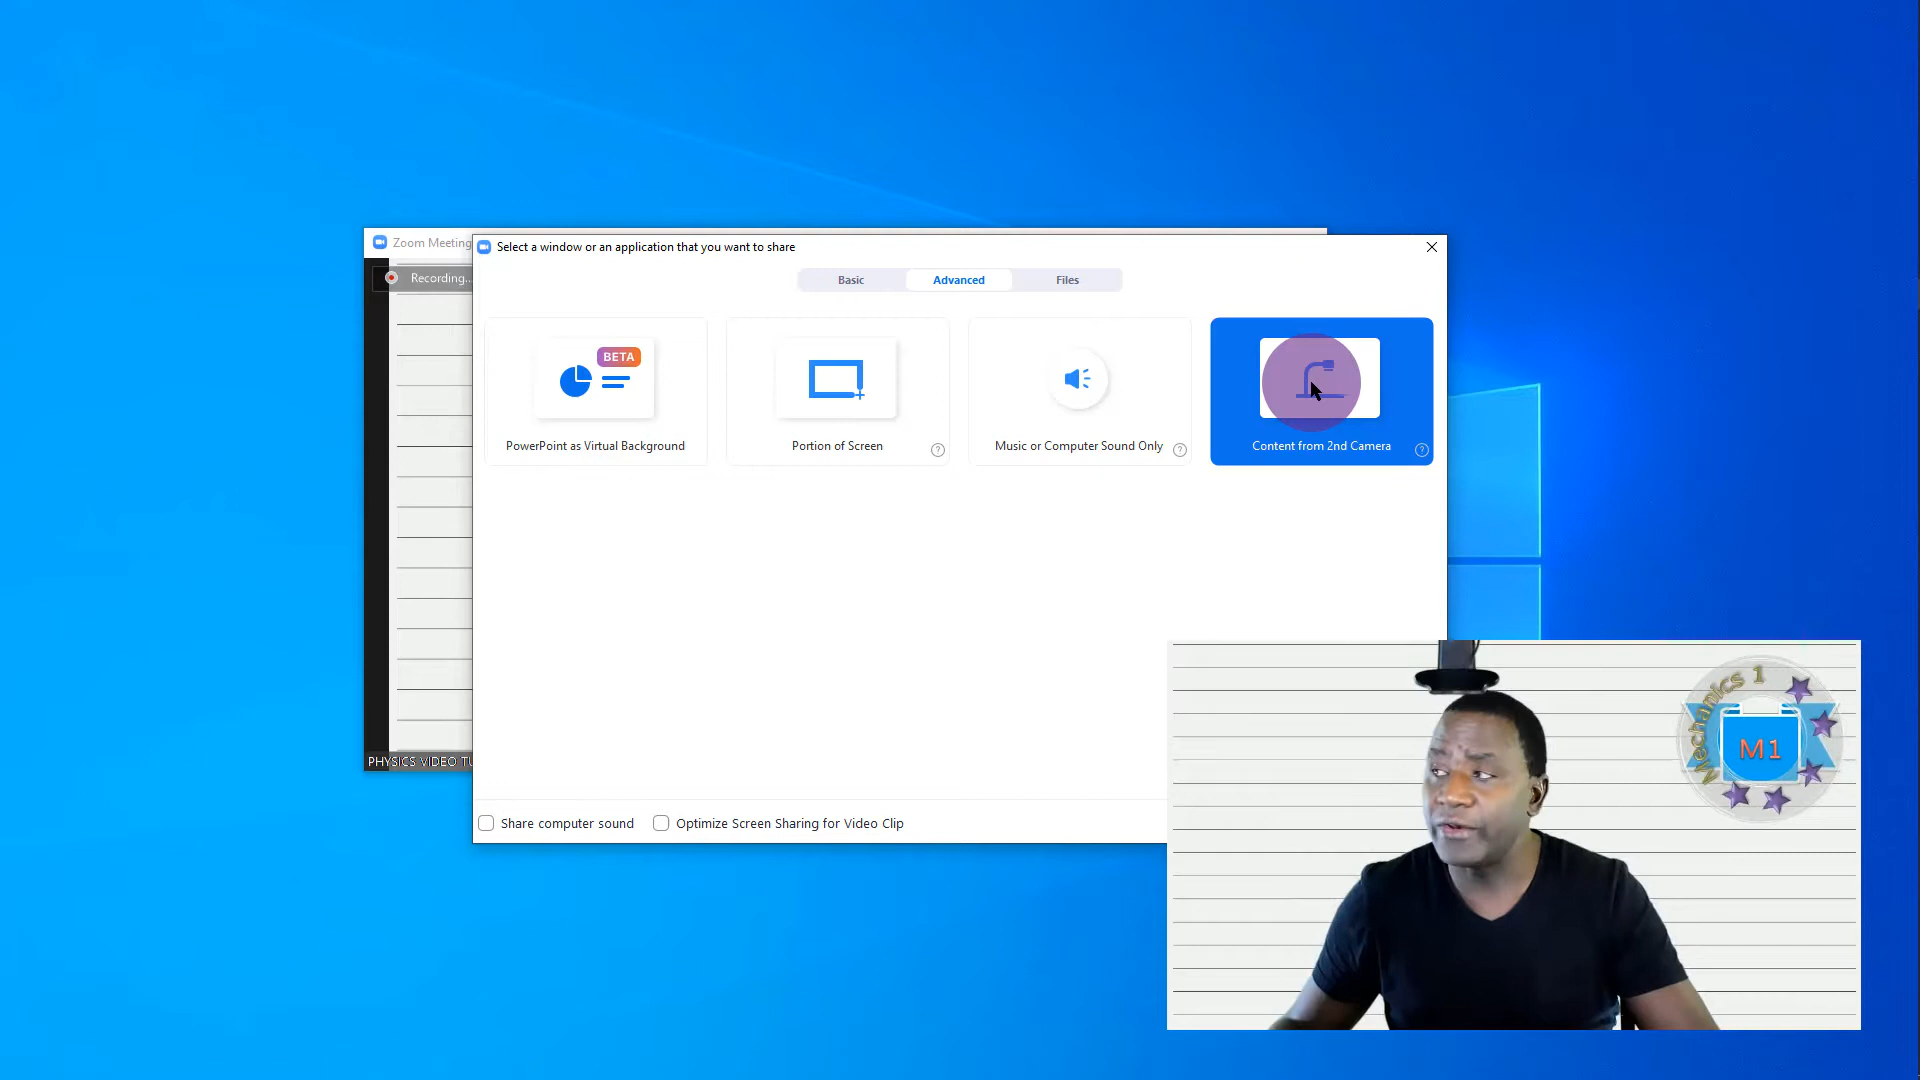 Zoom Meeting
Select a window or an application that you want to share
Recording...
Basic
Advanced
Files
BETA
PowerPoint as Virtual Background
Portion of Screen
?
Music or Computer Sound Only
?
Content from 2nd Camera
?
PHYSICS VIDEO TU
Share computer sound
Optimize Screen Sharing for Video Clip
Mechanics 1
M1